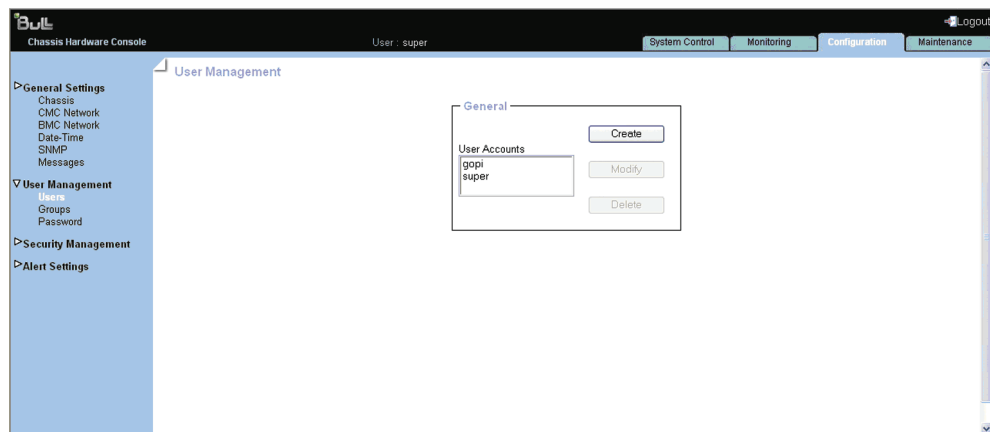 Bull
Logout
Chassis Hardware Console
User : super
System Control
Monitoring
Configuration
Maintenance
General Settings
Chassis
CMC Network
BMC Network
Date-Time
SNMP
Messages
User Management
Users
Groups
Password
Security Management
Alert Settings
User Management
General
User Accounts
gopi
super
Create
Modify
Delete